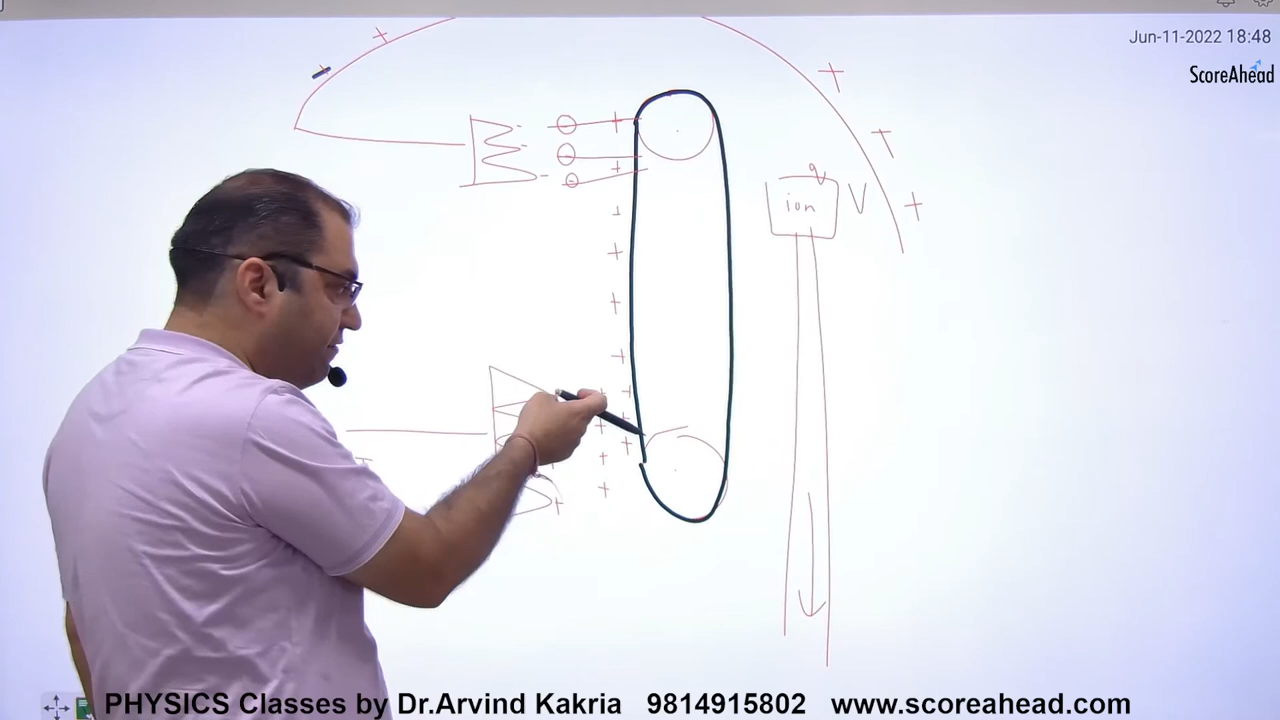 Jun-11-2022 18:48
ScoreAhead
+
+
+
+
+
q
ion V
PHYSICS Classes by Dr.Arvind Kakria 9814915802 www.scoreahead.com